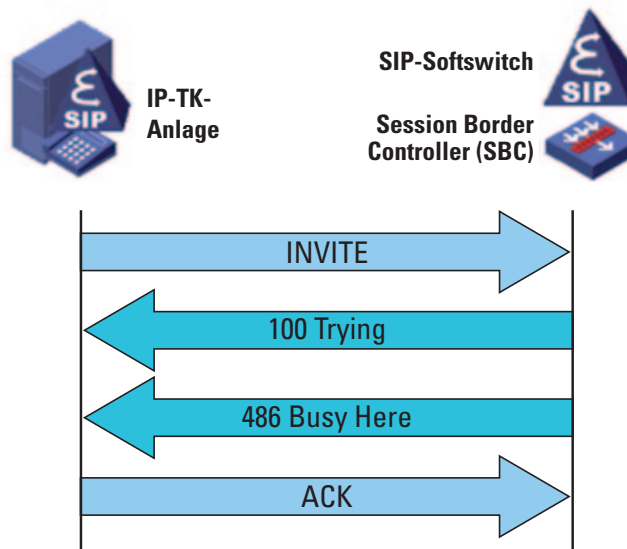 SIP
IP-TK-
Anlage
SIP-Softswitch
SIP
Session Border
Controller (SBC)
INVITE
100 Trying
486 Busy Here
ACK